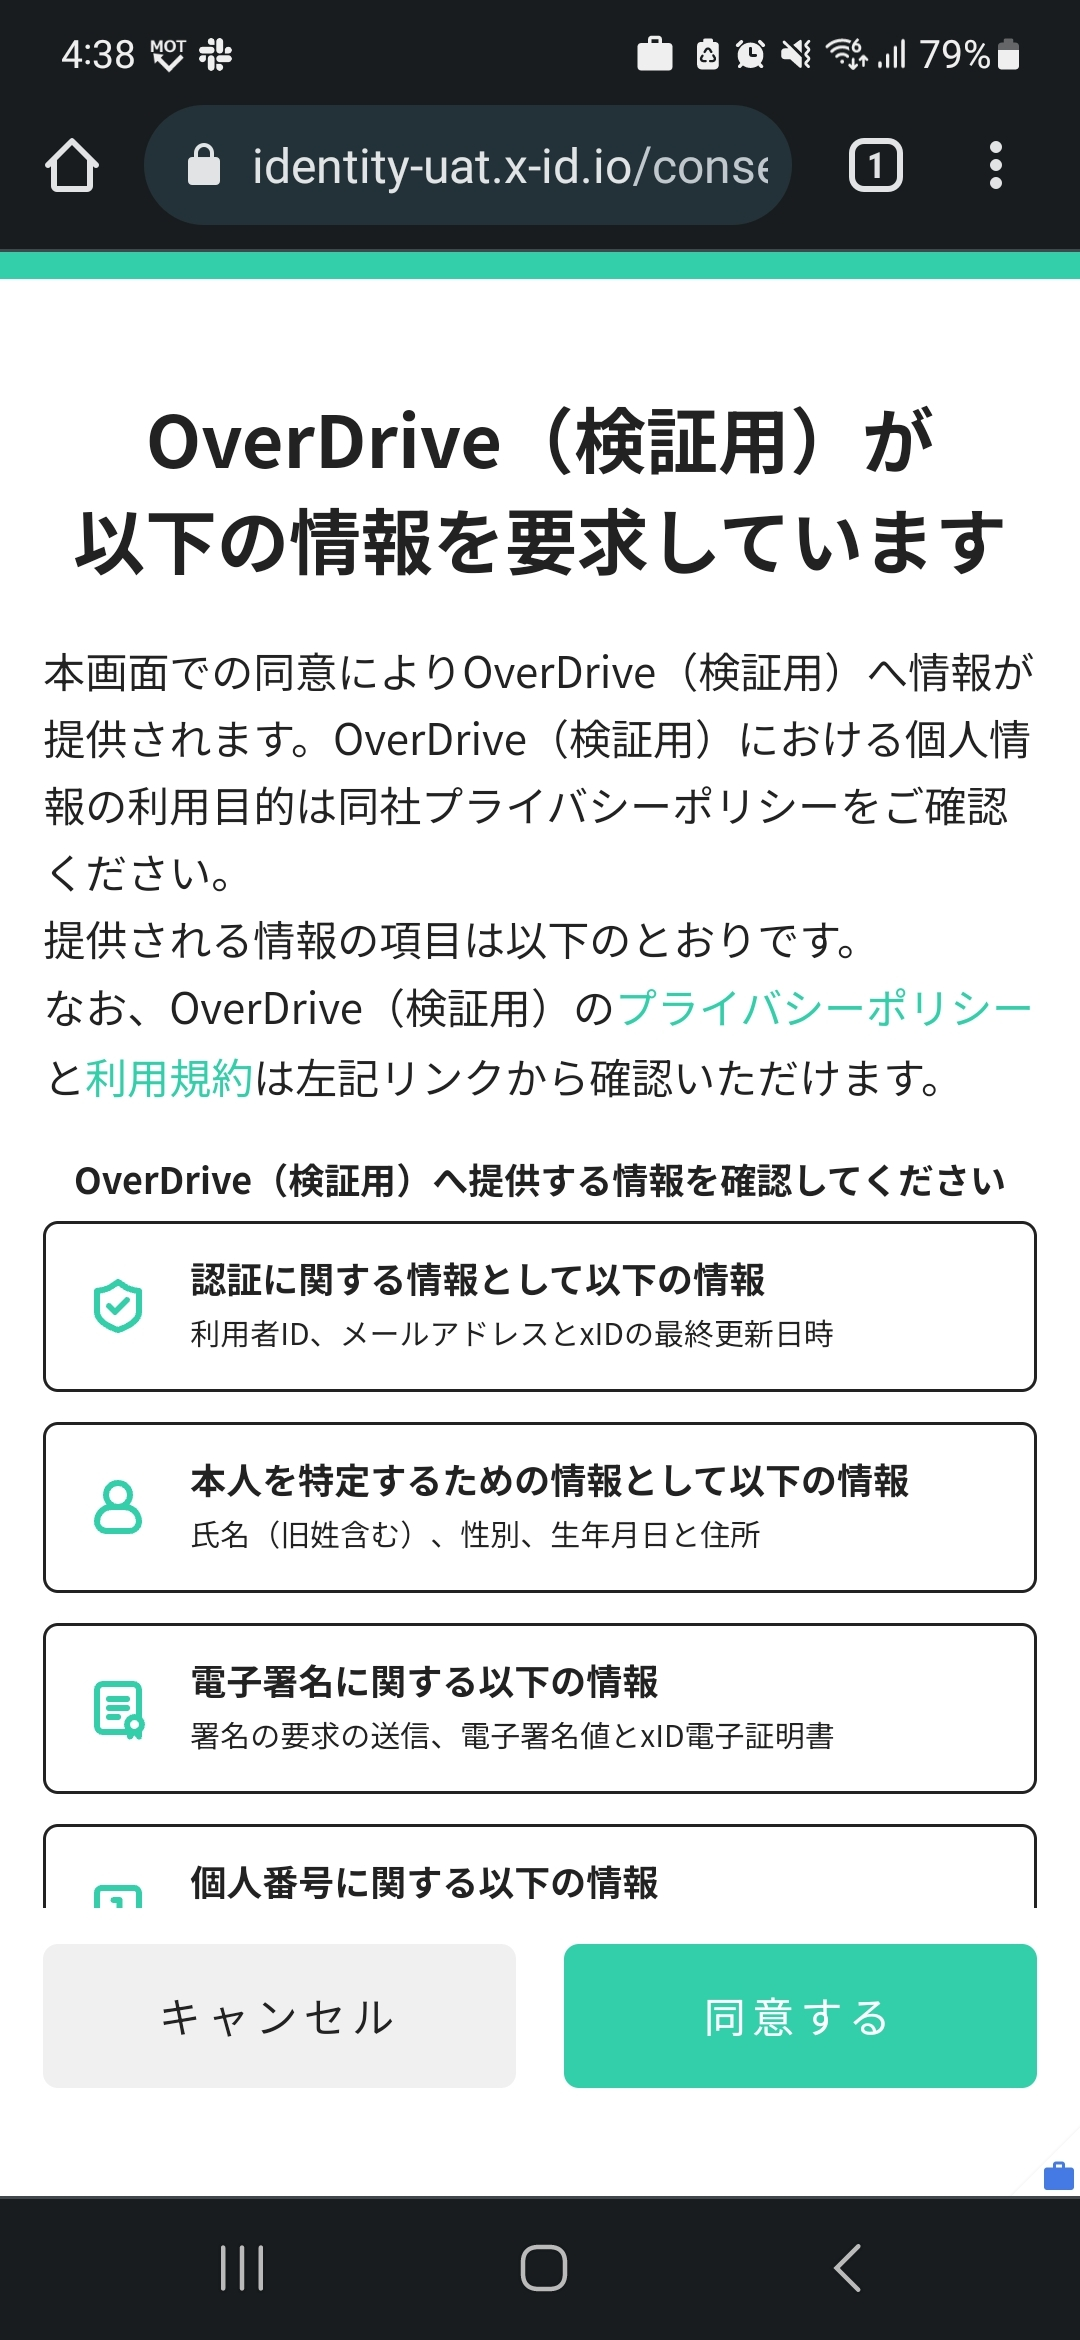 4:38 MOT 79%
identity-uat.x-id.io/conse
1
OverDrive（検証用）が
以下の情報を要求しています
本画面での同意によりOverDrive（検証用）へ情報が
提供されます。OverDrive（検証用）における個人情
報の利用目的は同社プライバシーポリシーをご確認
ください。
提供される情報の項目は以下のとおりです。
なお、OverDrive（検証用）のプライバシーポリシー
と利用規約は左記リンクから確認いただけます。
OverDrive（検証用）へ提供する情報を確認してください
認証に関する情報として以下の情報
利用者ID、メールアドレスとxIDの最終更新日時
本人を特定するための情報として以下の情報
氏名（旧姓含む）、性別、生年月日と住所
電子署名に関する以下の情報
署名の要求の送信、電子署名値とxID電子証明書
個人番号に関する以下の情報
キャンセル
同意する